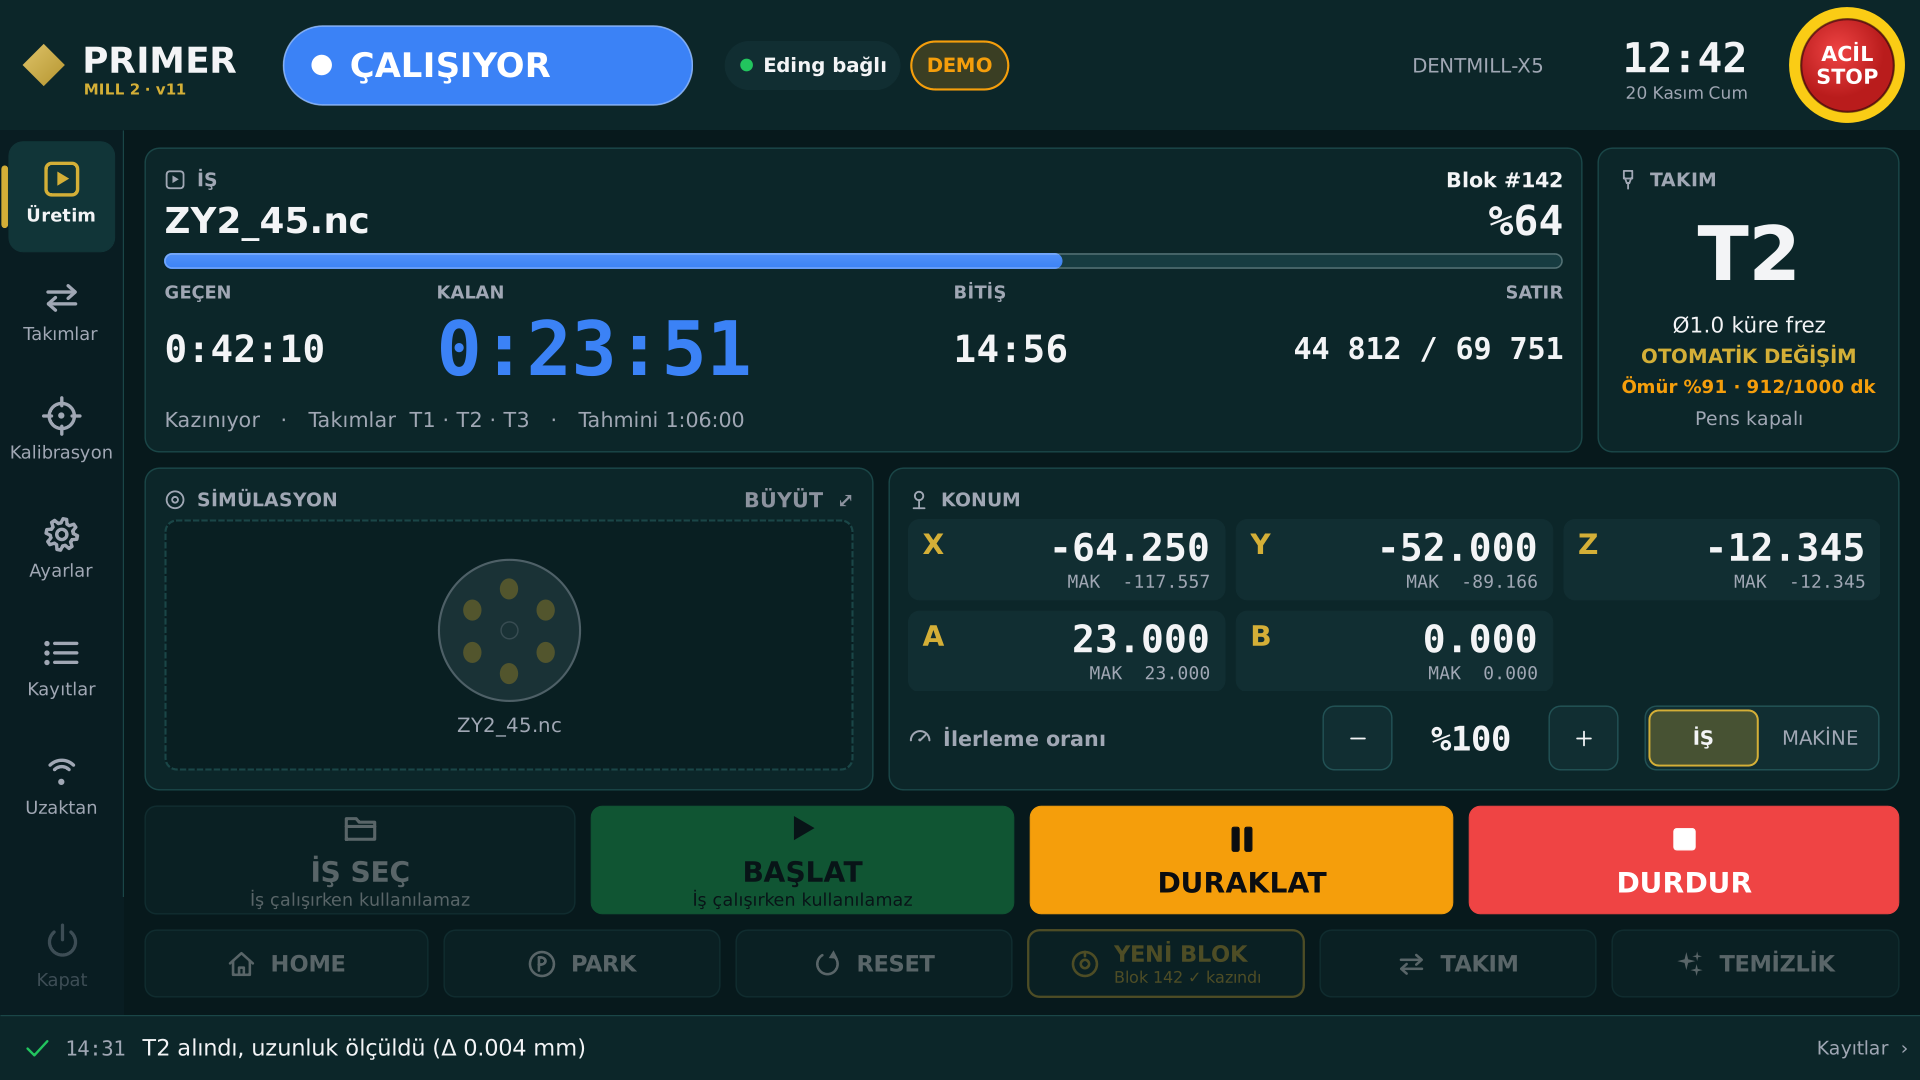 PRIMER
MILL 2 · v11
ÇALIŞIYOR
Eding bağlı
DEMO
DENTMILL-X5
12:42
20 Kasım Cum
ACİL
STOP
Üretim
Takımlar
Kalibrasyon
Ayarlar
Kayıtlar
Uzaktan
Kapat
İŞ
Blok #142
ZY2_45.nc
%64
GEÇEN
KALAN
BİTİŞ
SATIR
0:42:10
0:23:51
14:56
44 812 / 69 751
Kazınıyor · Takımlar T1 · T2 · T3 · Tahmini 1:06:00
TAKIM
T2
Ø1.0 küre frez
OTOMATİK DEĞİŞİM
Ömür %91 · 912/1000 dk
Pens kapalı
SİMÜLASYON
BÜYÜT ⤢
ZY2_45.nc
KONUM
X -64.250
MAK -117.557
Y -52.000
MAK -89.166
Z -12.345
MAK -12.345
A 23.000
MAK 23.000
B 0.000
MAK 0.000
İlerleme oranı
− %100 +
İŞ
MAKİNE
İŞ SEÇ
İş çalışırken kullanılamaz
BAŞLAT
İş çalışırken kullanılamaz
DURAKLAT
DURDUR
HOME
PARK
RESET
YENİ BLOK
Blok 142 ✓ kazındı
TAKIM
TEMİZLİK
14:31 T2 alındı, uzunluk ölçüldü (Δ 0.004 mm)
Kayıtlar ›